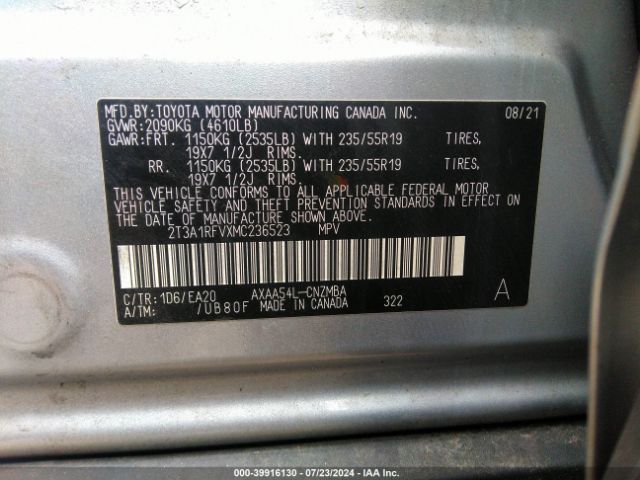 MFD.BY:TOYOTA MOTOR MANUFACTURING CANADA INC. 08/21
GVWR:2090KG (4610LB)
GAWR:FRT. 1150KG (2535LB) WITH 235/55R19 TIRES,
19X7 1/2J RIMS.
RR. 1150KG (2535LB) WITH 235/55R19 TIRES,
19X7 1/2J RIMS.
THIS VEHICLE CONFORMS TO ALL APPLICABLE FEDERAL MOTOR
VEHICLE SAFETY AND THEFT PREVENTION STANDARDS IN EFFECT ON
THE DATE OF MANUFACTURE SHOWN ABOVE.
2T3A1RFVXMC236523 MPV
C/TR:1D6/EA20 AXAA54L-CNZMBA
A/TM: /UB80F MADE IN CANADA 322 A
000-39916130 - 07/23/2024 - IAA Inc.